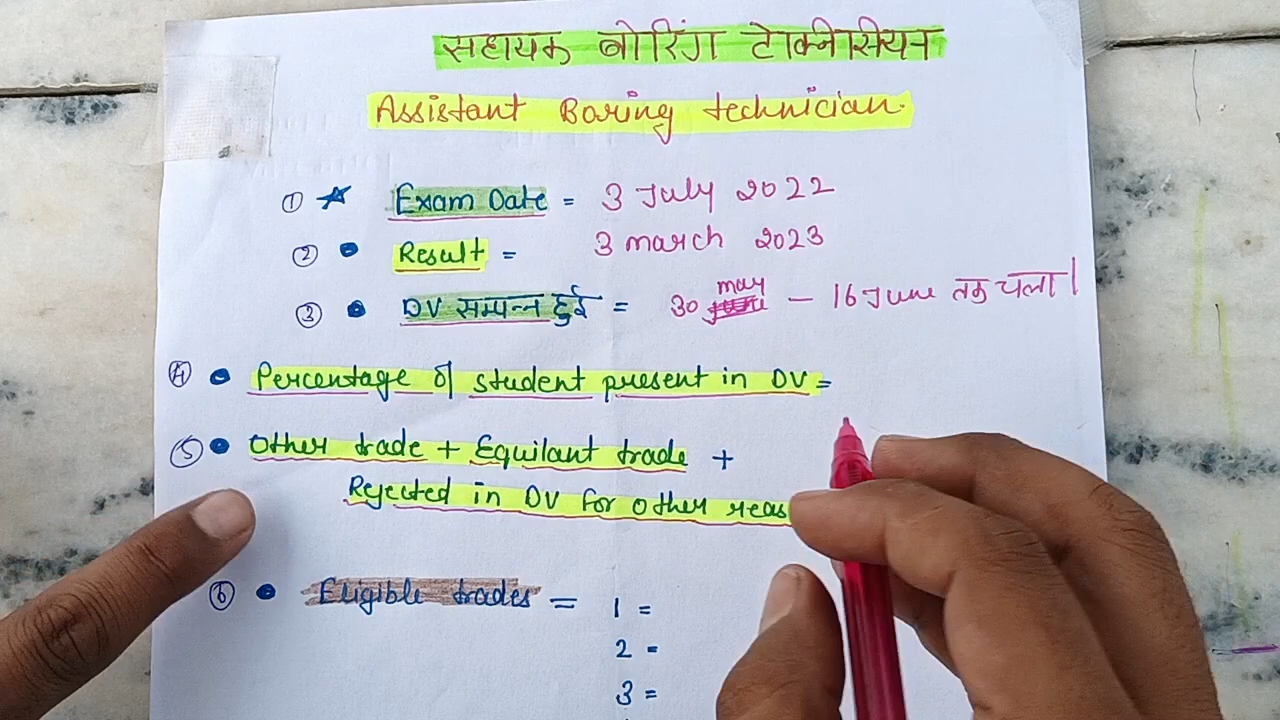 सहायक बोरिंग टेक्नीसियन
Assistant Boring technician.
① Exam Date = 3 July 2022
② Result = 3 march 2023
③ DV सम्पन्न हुई = 30 may – 16 June तक चला।
④ Percentage of student present in DV =
⑤ Other trade + Equilant trade +
Rejected in DV for other reas
⑥ Eligible trades = 1 =
2 =
3 =